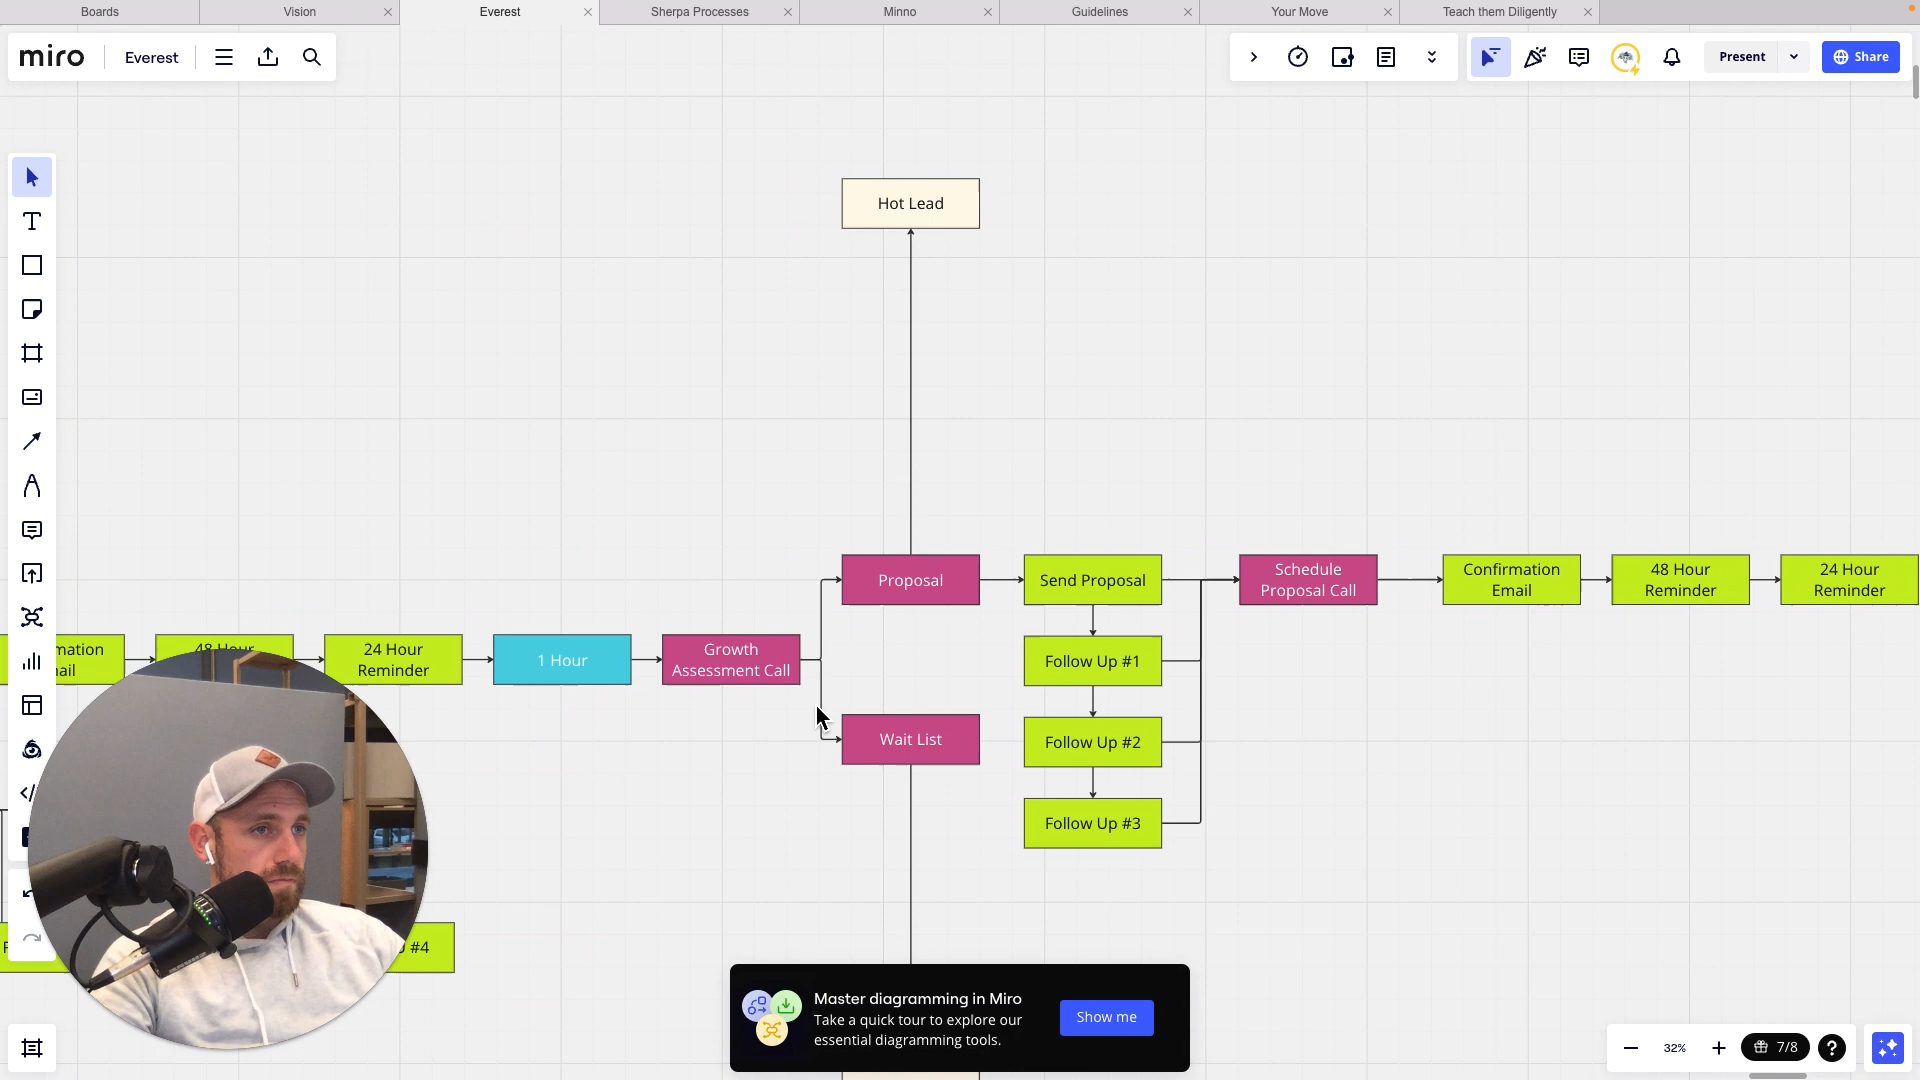 Boards
Vision
Everest
Sherpa Processes
Minno
Guidelines
Your Move
Teach them Diligently
miro
Everest
Present
Share
Hot Lead
Proposal
Send Proposal
Schedule
Proposal Call
Confirmation
Email
48 Hour
Reminder
24 Hour
Reminder
48 Hour
24 Hour
Reminder
1 Hour
Growth
Assessment Call
Follow Up #1
Wait List
Follow Up #2
Follow Up #3
#4
Master diagramming in Miro
Take a quick tour to explore our
essential diagramming tools.
Show me
32%
7/8
?